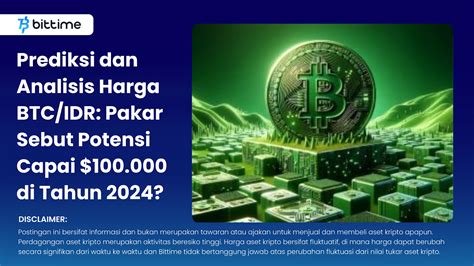 bittime
Prediksi dan
Analisis Harga
BTC/IDR: Pakar
Sebut Potensi
Capai $100.000
di Tahun 2024?
DISCLAIMER:
Postingan ini bersifat informasi dan bukan merupakan tawaran atau ajakan untuk menjual dan membeli aset kripto apapun.
Perdagangan aset kripto merupakan aktivitas beresiko tinggi. Harga aset kripto bersifat fluktuatif, di mana harga dapat berubah
secara signifikan dari waktu ke waktu dan Bittime tidak bertanggung jawab atas perubahan fluktuasi dari nilai tukar aset kripto.